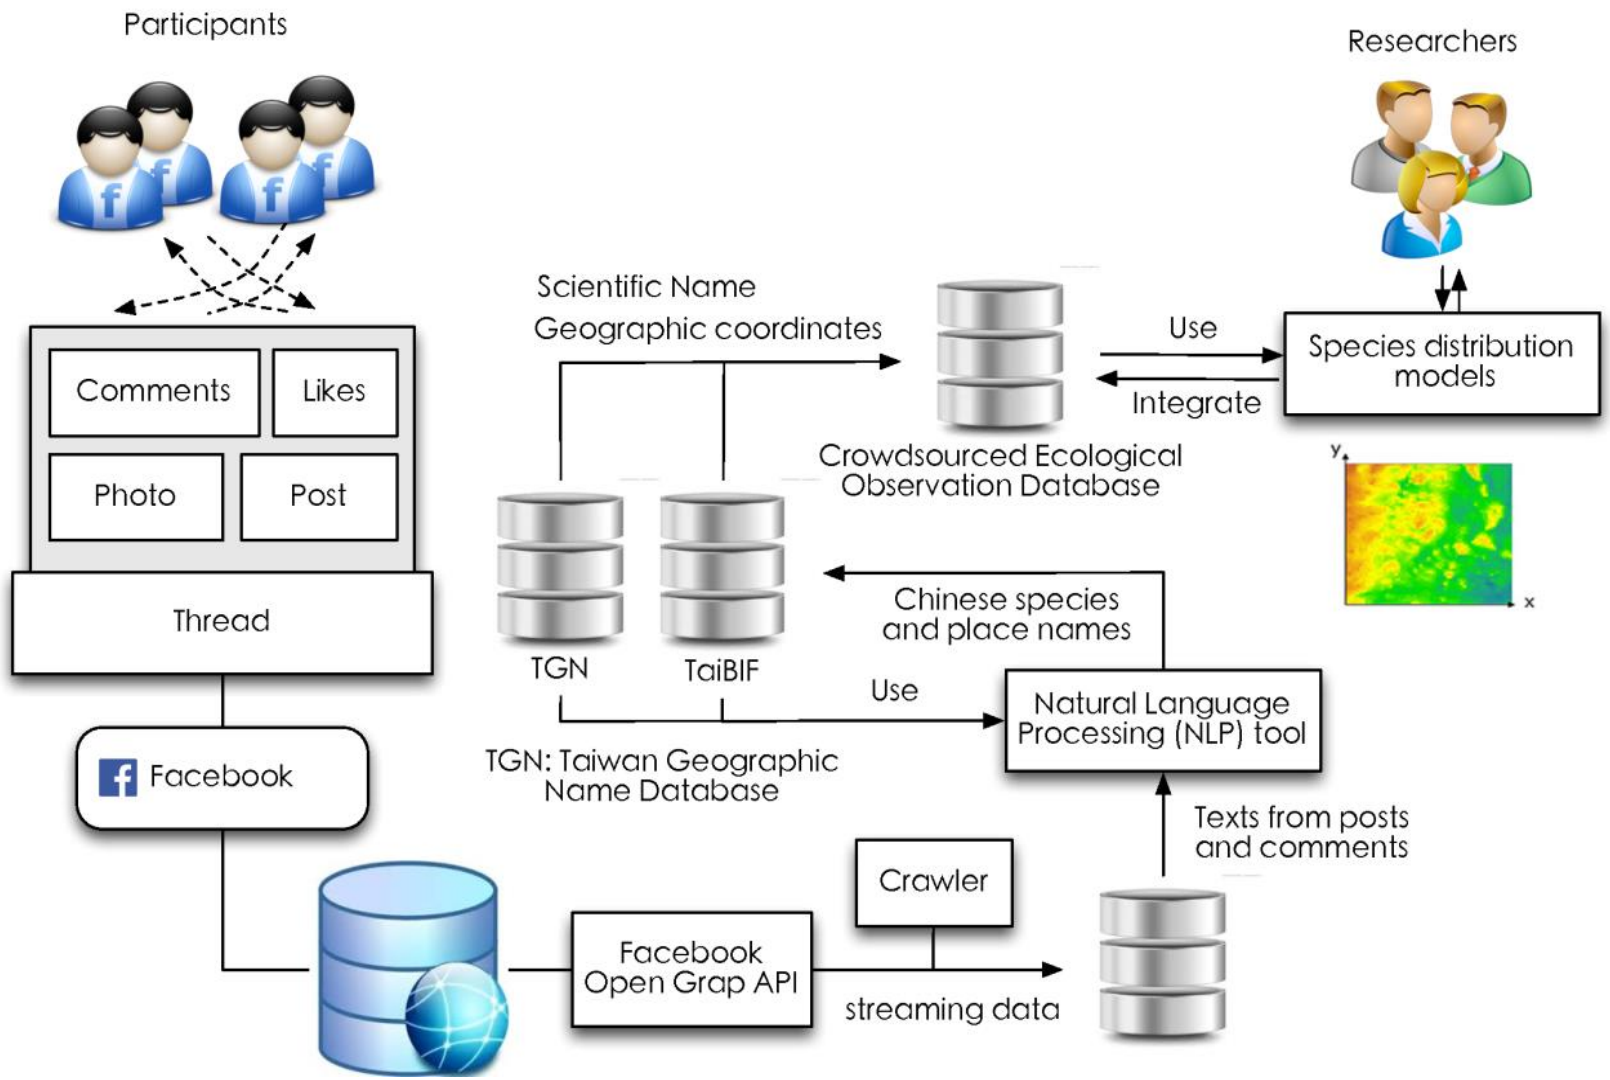 Participants
Researchers
Scientific Name
Geographic coordinates
Use
Integrate
Species distribution
models
Comments
Likes
Photo
Post
Thread
Crowdsourced Ecological
Observation Database
y
x
Chinese species
and place names
TGN
TaiBIF
Use
Natural Language
Processing (NLP) tool
TGN: Taiwan Geographic
Name Database
Facebook
Texts from posts
and comments
Crawler
Facebook
Open Grap API
streaming data